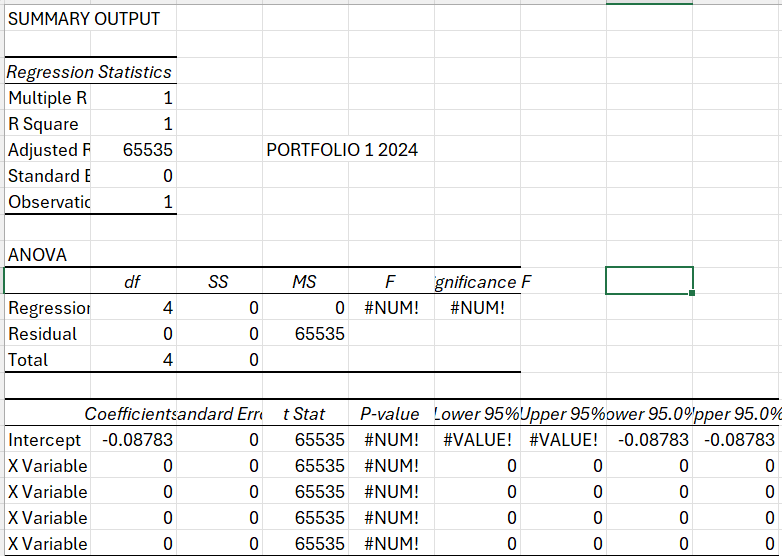 SUMMARY OUTPUT
Regression Statistics
Multiple R 1
R Square 1
Adjusted R 65535 PORTFOLIO 1 2024
Standard E 0
Observatic 1
ANOVA
df SS MS F gnificance F
Regression 4 0 0 #NUM! #NUM!
Residual 0 0 65535
Total 4 0
Coefficients andard Erro t Stat P-value Lower 95% Upper 95% ower 95.0% pper 95.0%
Intercept -0.08783 0 65535 #NUM! #VALUE! #VALUE! -0.08783 -0.08783
X Variable 0 0 65535 #NUM! 0 0 0 0
X Variable 0 0 65535 #NUM! 0 0 0 0
X Variable 0 0 65535 #NUM! 0 0 0 0
X Variable 0 0 65535 #NUM! 0 0 0 0